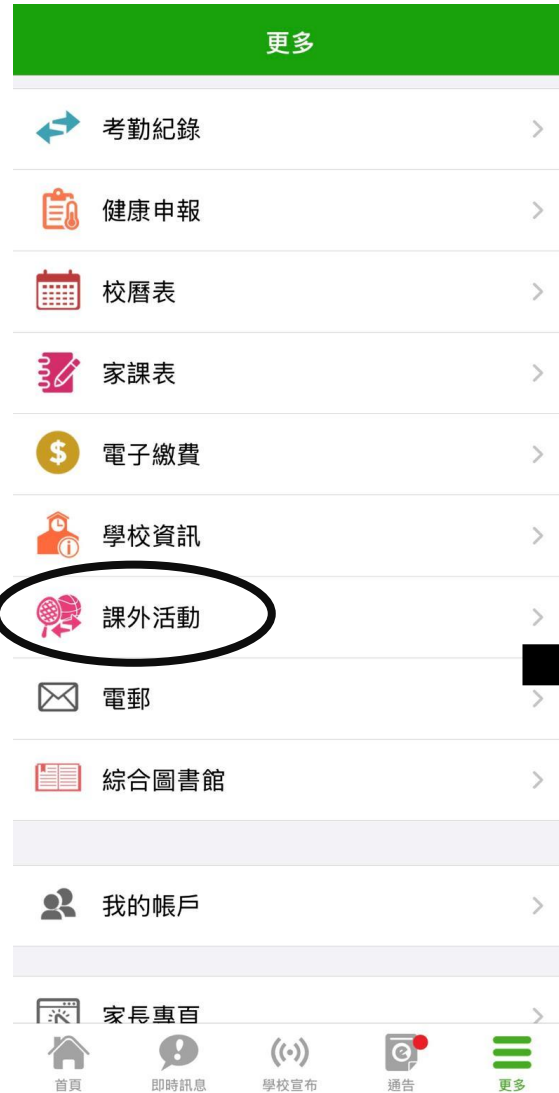 更多
考勤紀錄
健康申報
校曆表
家課表
電子繳費
學校資訊
課外活動
電郵
綜合圖書館
我的帳戶
家長專頁
首頁
即時訊息
學校宣布
通告
更多